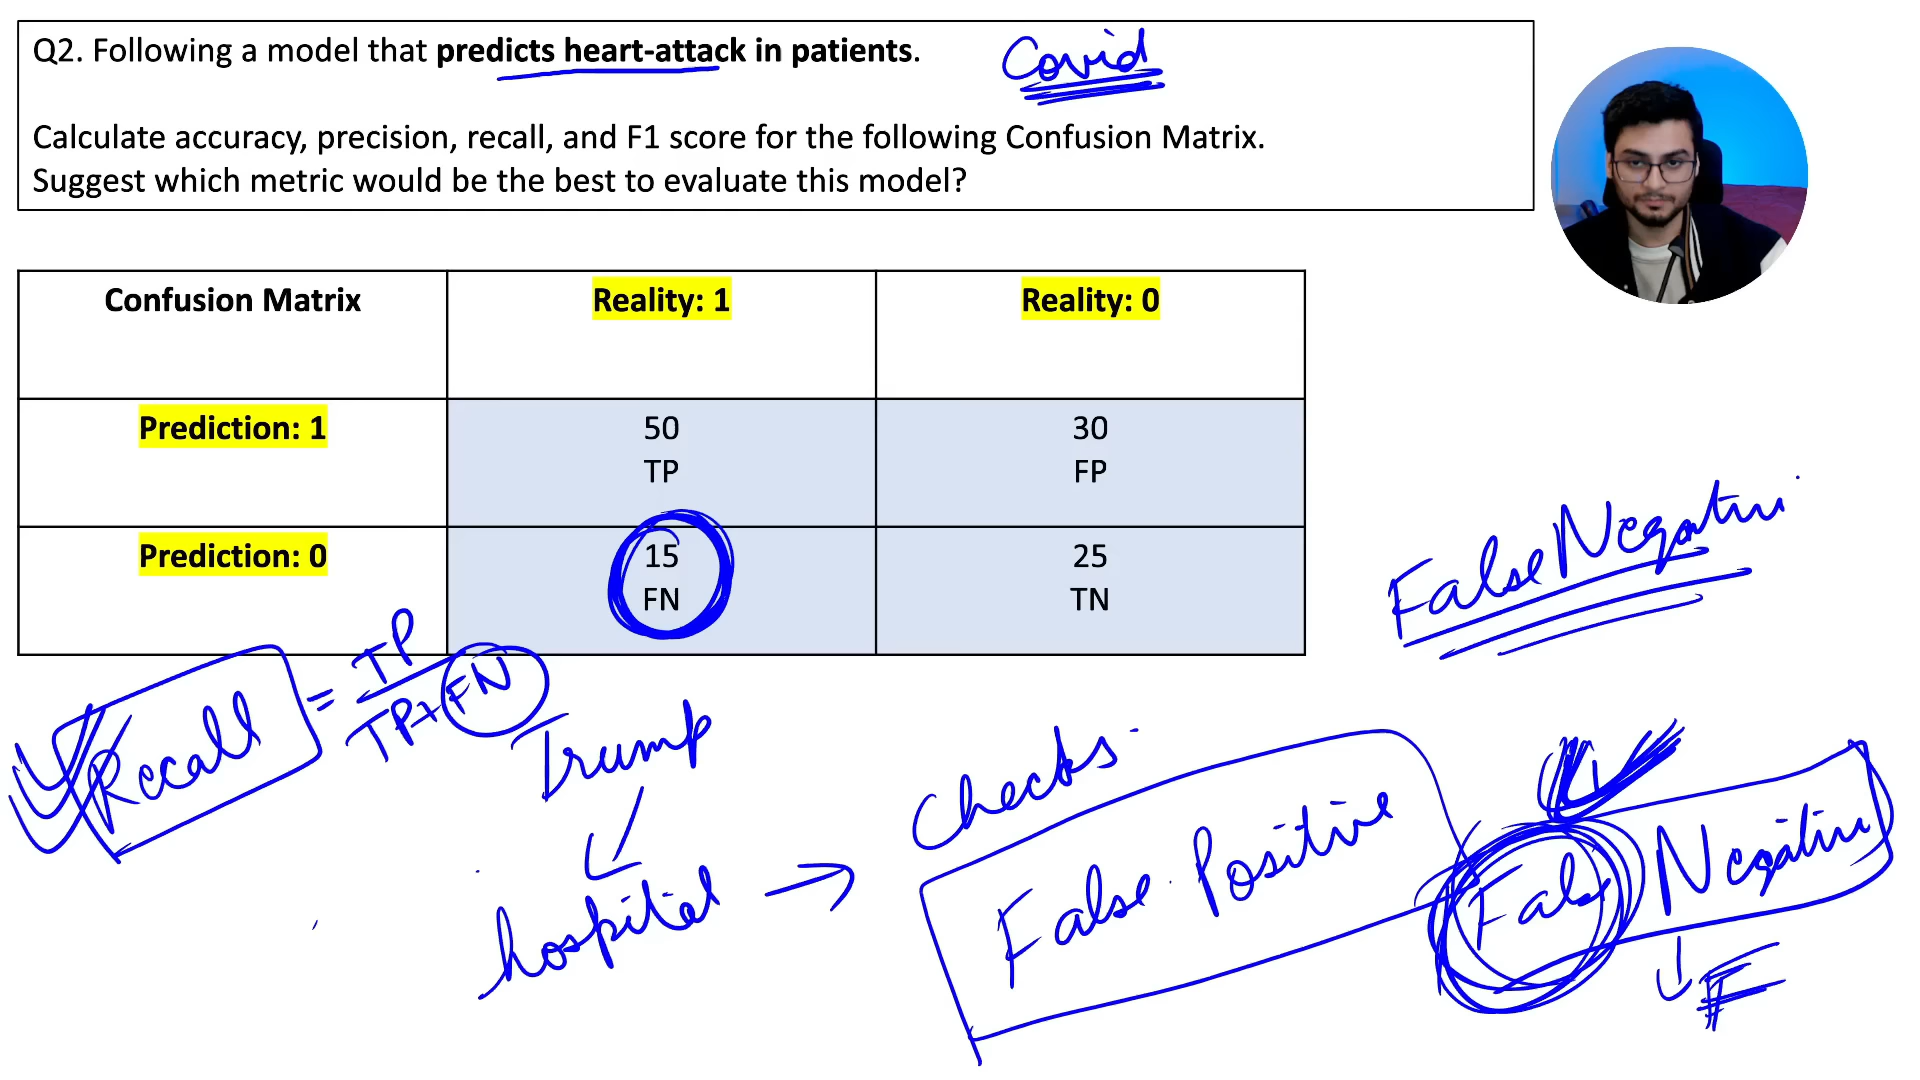 Q2. Following a model that predicts heart-attack in patients.
Covid
Calculate accuracy, precision, recall, and F1 score for the following Confusion Matrix.
Suggest which metric would be the best to evaluate this model?
Confusion Matrix
Reality: 1
Reality: 0
Prediction: 1
50
TP
30
FP
Prediction: 0
15
FN
25
TN
False Negative
Recall = TP
TP+FN
Trump
hospital →
Checks.
False Positive
False Negative